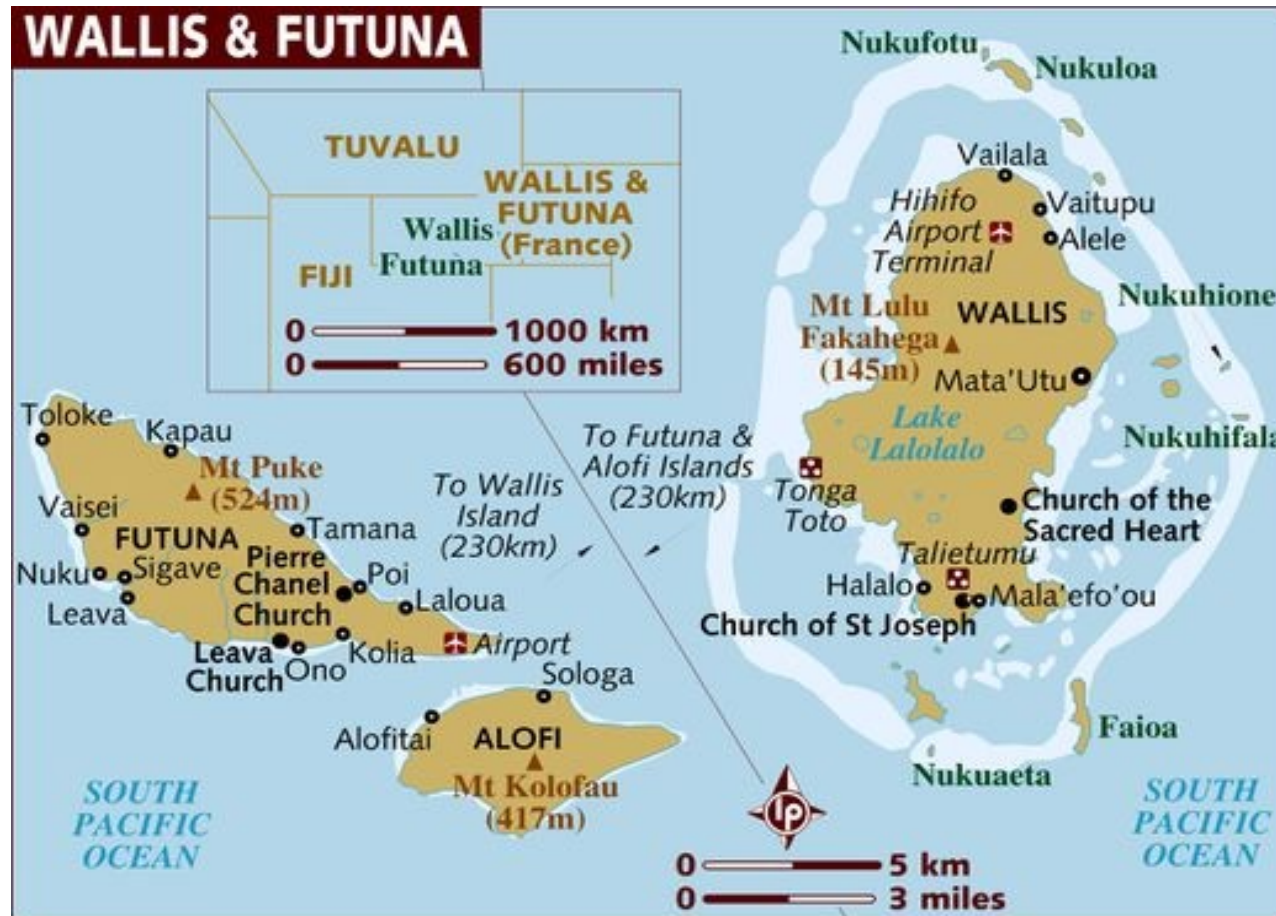 WALLIS & FUTUNA
TUVALU
WALLIS &
FUTUNA
(France)
Wallis
Futuna
FIJI
0 1000 km
0 600 miles
Toloke
Kapau
Mt Puke
(524m)
Vaisei
FUTUNA
Tamana
Nuku
Sigave
Leava
Pierre
Chanel
Church
Poi
Laloua
Leava
Church
Ono
Kolia
Airport
To Wallis
Island
(230km)
To Futuna &
Alofi Islands
(230km)
Sologa
Alofitai
ALOFI
Mt Kolofau
(417m)
SOUTH
PACIFIC
OCEAN
Nukufotu
Nukuloa
Vailala
Hihifo
Airport
Terminal
Vaitupu
Alele
Mt Lulu
Fakahega
(145m)
WALLIS
Nukuhione
Mata'Utu
Lake
Lalolalo
Nukuhifala
Tonga
Toto
Church of the
Sacred Heart
Talietumu
Halalo
Mala'efo'ou
Church of St Joseph
Faioa
Nukuaeta
SOUTH
PACIFIC
OCEAN
lp
0 5 km
0 3 miles